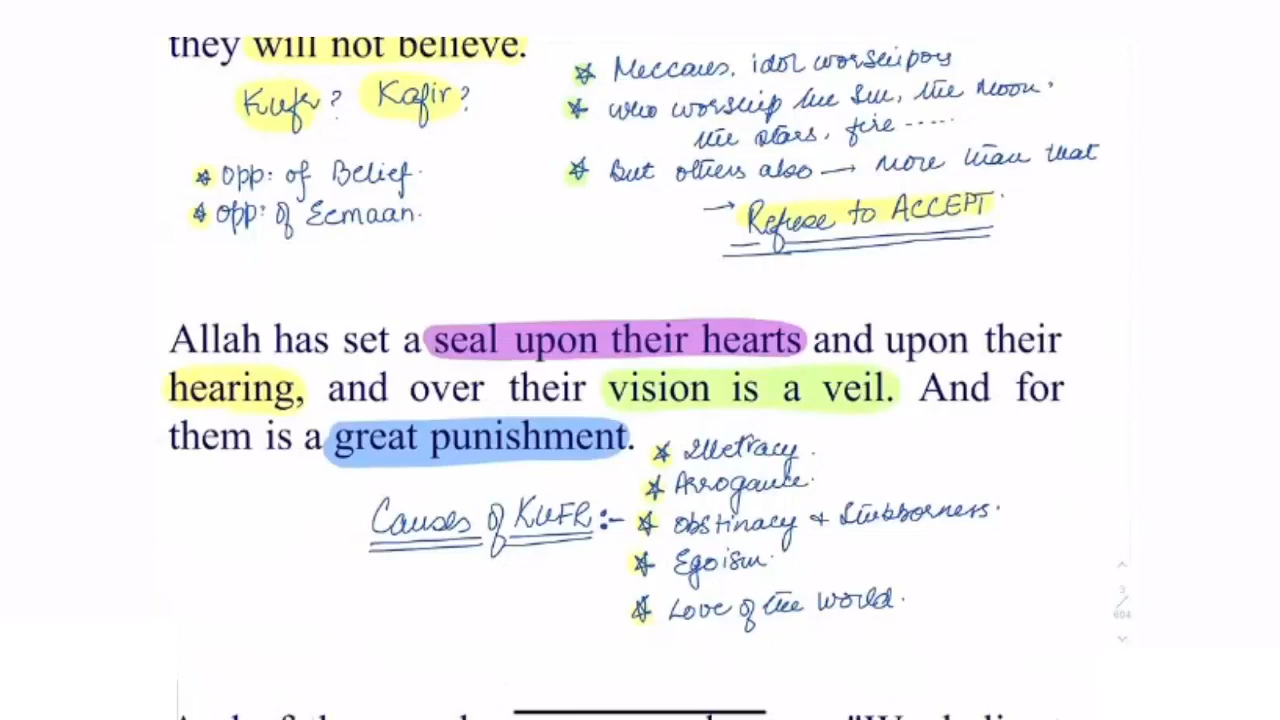 they will not believe.
Kufr? Kafir?
opp: of Belief.
opp: of Eemaan.
Meccans, idol worshipers
who worship the Sun, the Moon,
the stars, fire .....
But others also → More than that
→ Refuse to ACCEPT.
Allah has set a seal upon their hearts and upon their
hearing, and over their vision is a veil. And for
them is a great punishment.
Causes of KUFR :-
Illetracy.
Arrogance.
Obstinacy & Stubborness.
Egoism.
Love of the World.
3
/
604